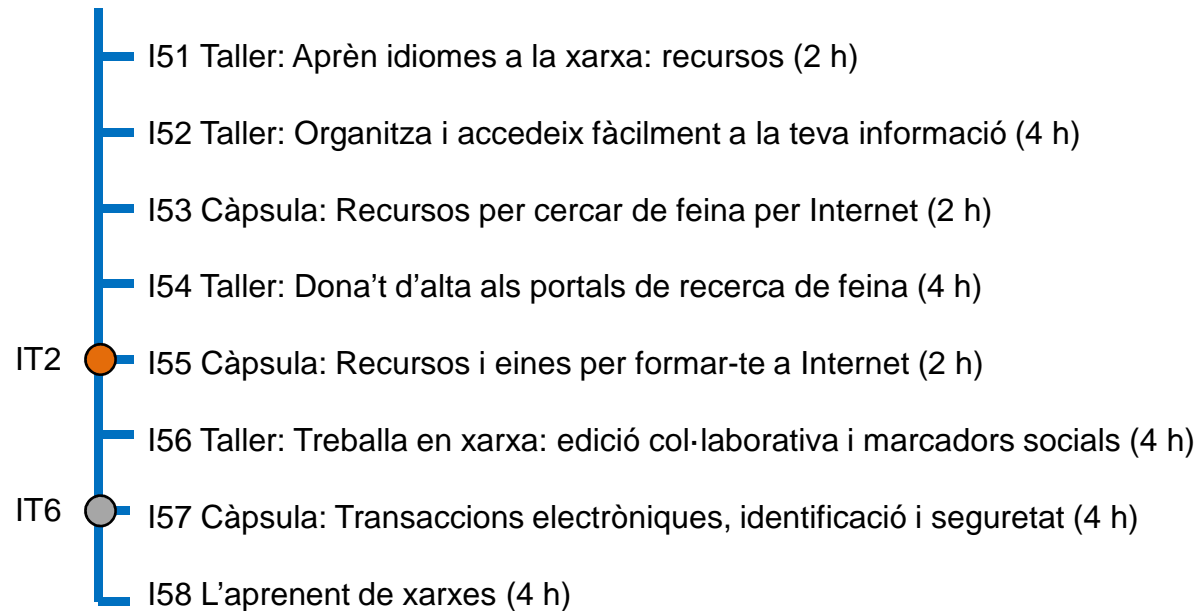 I51 Taller: Aprèn idiomes a la xarxa: recursos (2 h)
I52 Taller: Organitza i accedeix fàcilment a la teva informació (4 h)
I53 Càpsula: Recursos per cercar de feina per Internet (2 h)
I54 Taller: Dona’t d’alta als portals de recerca de feina (4 h)
IT2 I55 Càpsula: Recursos i eines per formar-te a Internet (2 h)
I56 Taller: Treballa en xarxa: edició col·laborativa i marcadors socials (4 h)
IT6 I57 Càpsula: Transaccions electròniques, identificació i seguretat (4 h)
I58 L’aprenent de xarxes (4 h)